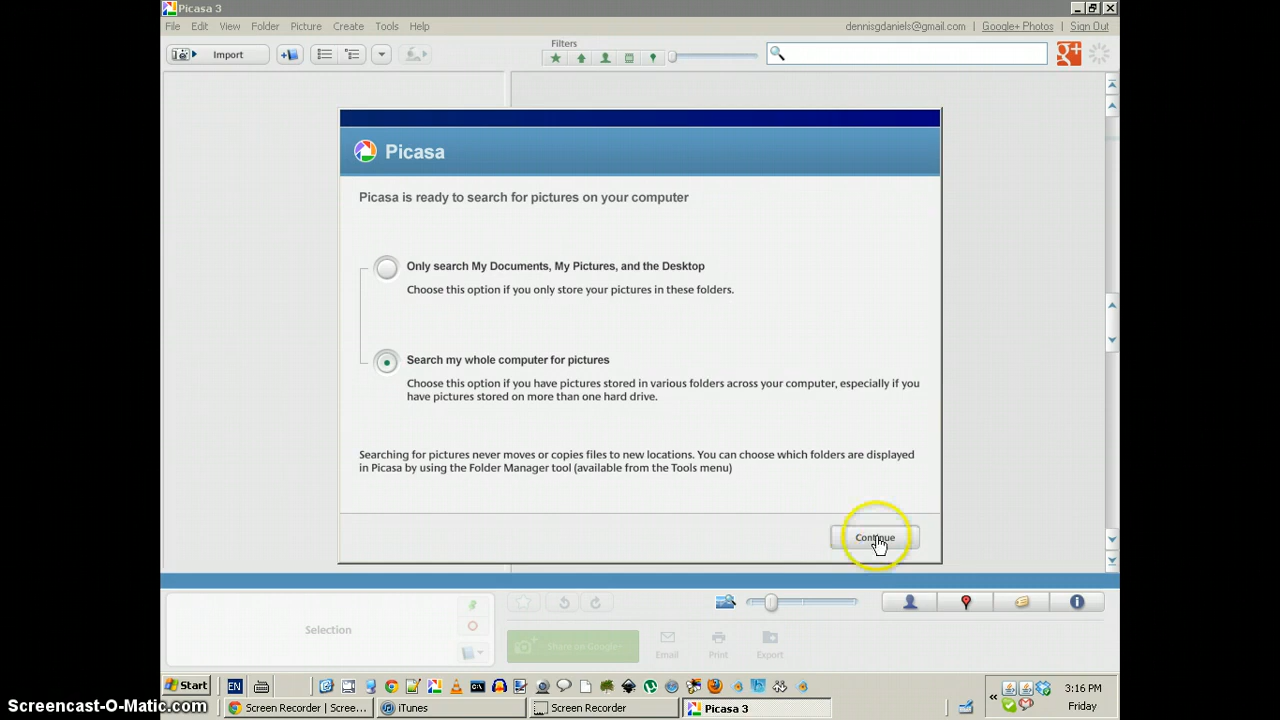 Picasa 3
File Edit View Folder Picture Create Tools Help
dennisgdaniels@gmail.com | Google+ Photos | Sign Out
Import
Filters
g+
Picasa
Picasa is ready to search for pictures on your computer
Only search My Documents, My Pictures, and the Desktop
Choose this option if you only store your pictures in these folders.
Search my whole computer for pictures
Choose this option if you have pictures stored in various folders across your computer, especially if you
have pictures stored on more than one hard drive.
Searching for pictures never moves or copies files to new locations. You can choose which folders are displayed
in Picasa by using the Folder Manager tool (available from the Tools menu)
Continue
Selection
Share on Google+
Email Print Export
Start EN
3:16 PM
Friday
Screen Recorder | Scree...
iTunes
Screen Recorder
Picasa 3
Screencast-O-Matic.com